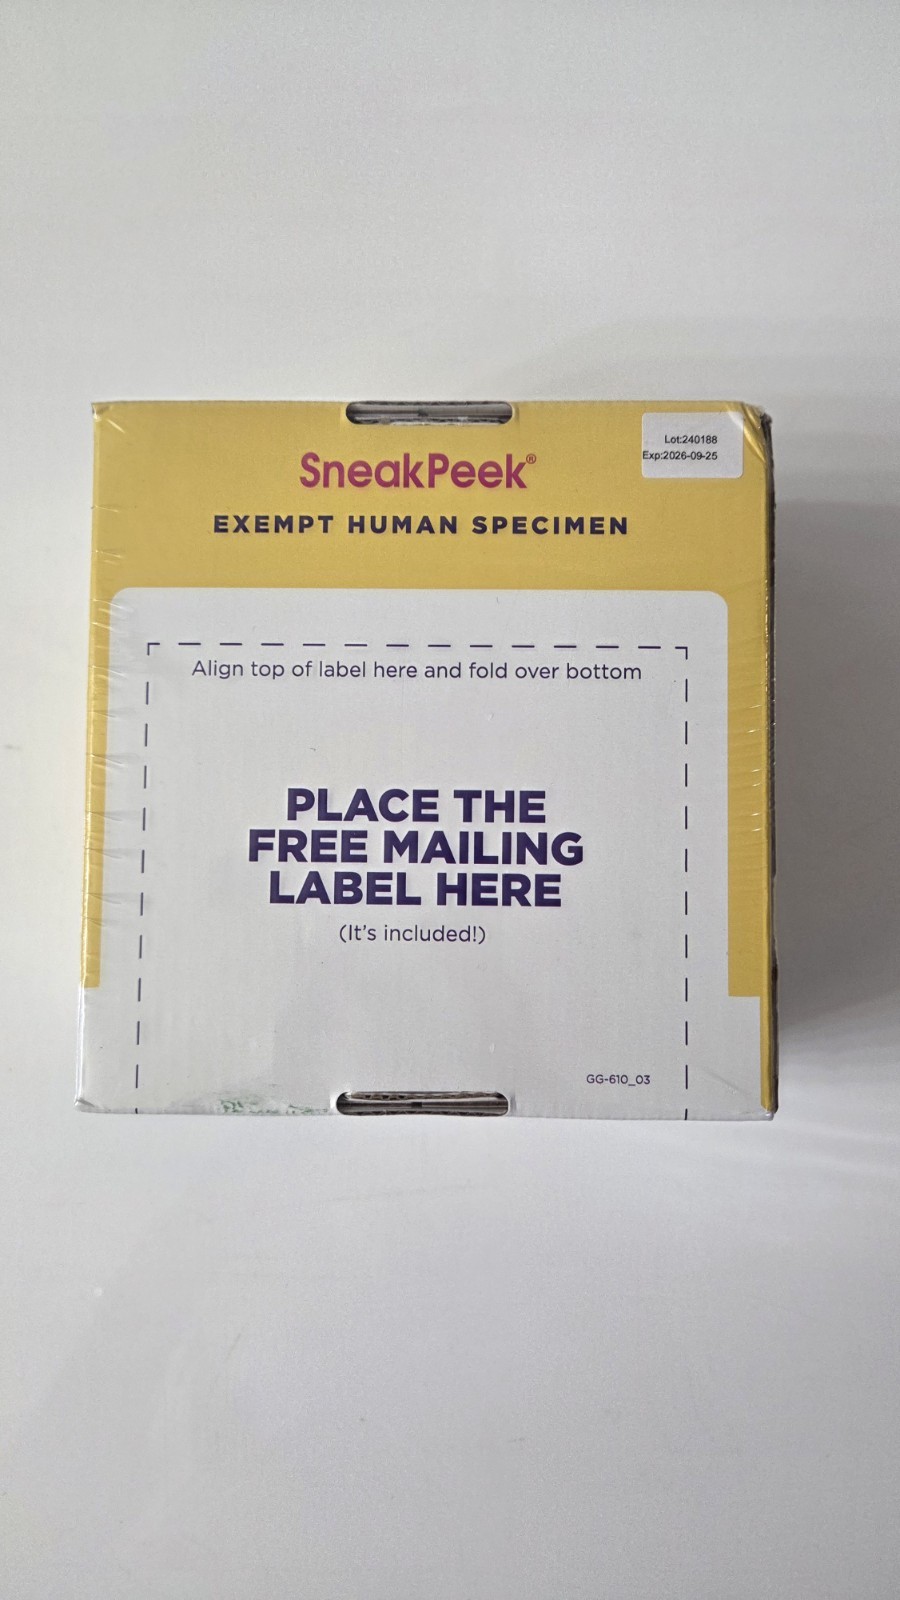 Lot:240188
Exp:2026-09-25
SneakPeek®
EXEMPT HUMAN SPECIMEN
Align top of label here and fold over bottom
PLACE THE
FREE MAILING
LABEL HERE
(It's included!)
GG-610_03